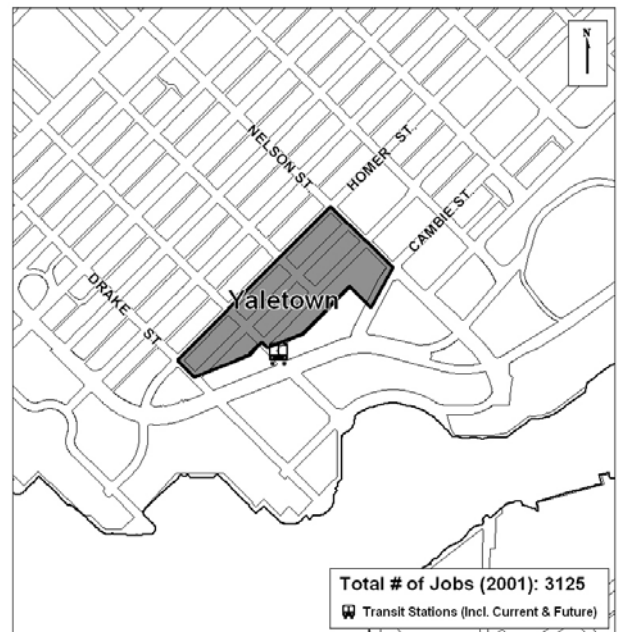 N
NELSON ST.
HOMER ST.
CAMBIE ST.
DRAKE ST
Yaletown
Total # of Jobs (2001): 3125
Transit Stations (Incl. Current & Future)